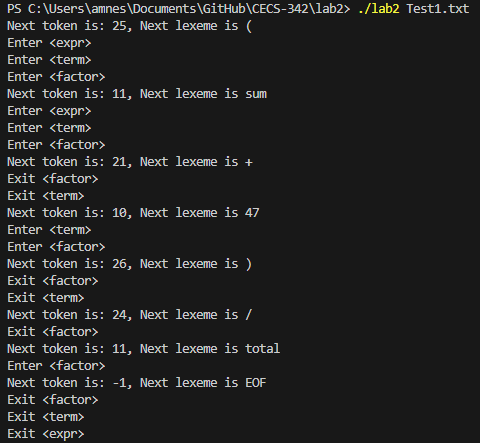 PS C:\Users\amnes\Documents\GitHub\CECS-342\lab2> ./lab2 Test1.txt
Next token is: 25, Next lexeme is (
Enter <expr>
Enter <term>
Enter <factor>
Next token is: 11, Next lexeme is sum
Enter <expr>
Enter <term>
Enter <factor>
Next token is: 21, Next lexeme is +
Exit <factor>
Exit <term>
Next token is: 10, Next lexeme is 47
Enter <term>
Enter <factor>
Next token is: 26, Next lexeme is )
Exit <factor>
Exit <term>
Next token is: 24, Next lexeme is /
Exit <factor>
Next token is: 11, Next lexeme is total
Enter <factor>
Next token is: -1, Next lexeme is EOF
Exit <factor>
Exit <term>
Exit <expr>